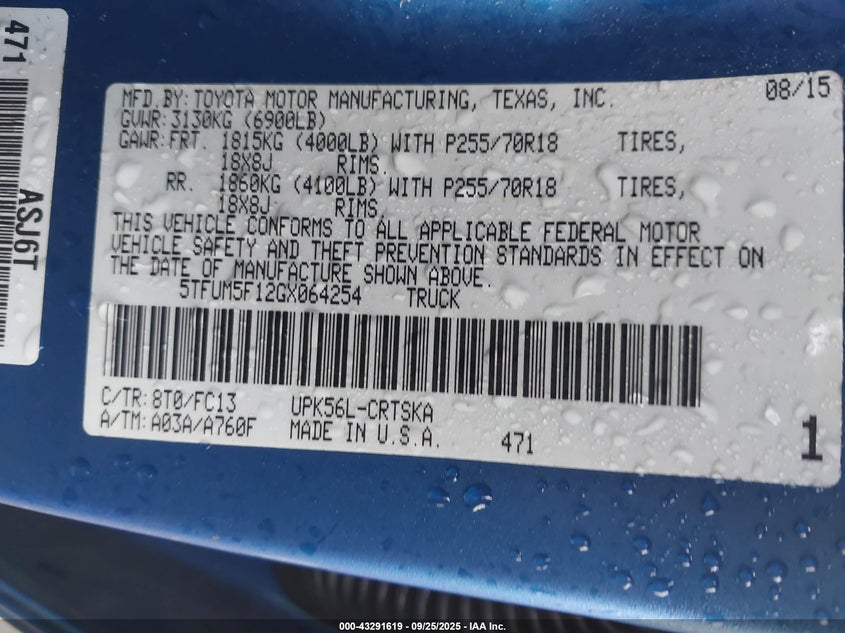 471
ASJ6T
MFD.BY:TOYOTA MOTOR MANUFACTURING, TEXAS, INC. 08/15
GVWR:3130KG (6900LB)
GAWR:FRT. 1815KG (4000LB) WITH P255/70R18 TIRES,
18X8J RIMS.
RR. 1860KG (4100LB) WITH P255/70R18 TIRES,
18X8J RIMS.
THIS VEHICLE CONFORMS TO ALL APPLICABLE FEDERAL MOTOR
VEHICLE SAFETY AND THEFT PREVENTION STANDARDS IN EFFECT ON
THE DATE OF MANUFACTURE SHOWN ABOVE.
5TFUM5F12GX064254 TRUCK
C/TR:8T0/FC13 UPK56L-CRTSKA
A/TM:A03A/A760F MADE IN U.S.A. 471 1
000-43291619 - 09/25/2025 - IAA Inc.